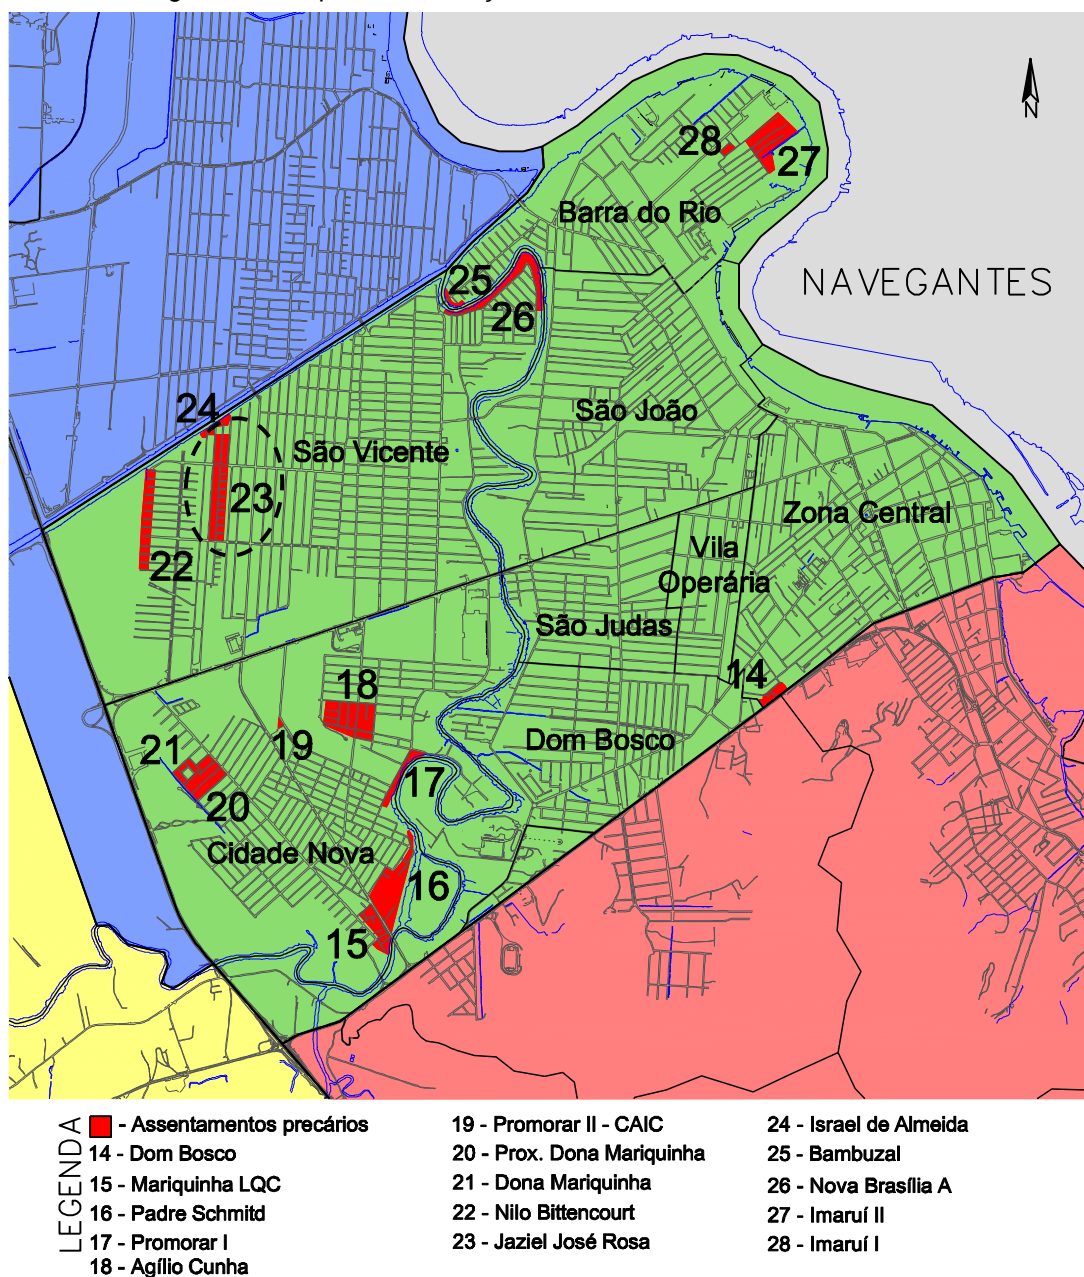 N
28
27
Barra do Rio
NAVEGANTES
25
26
São João
24
São Vicente
23
Zona Central
Vila
Operária
22
São Judas
14
18
Dom Bosco
19
21
17
20
Cidade Nova
16
15
LEGENDA
- Assentamentos precários
14 - Dom Bosco
15 - Mariquinha LQC
16 - Padre Schmitd
17 - Promorar I
18 - Agílio Cunha
19 - Promorar II - CAIC
20 - Prox. Dona Mariquinha
21 - Dona Mariquinha
22 - Nilo Bittencourt
23 - Jaziel José Rosa
24 - Israel de Almeida
25 - Bambuzal
26 - Nova Brasília A
27 - Imaruí II
28 - Imaruí I